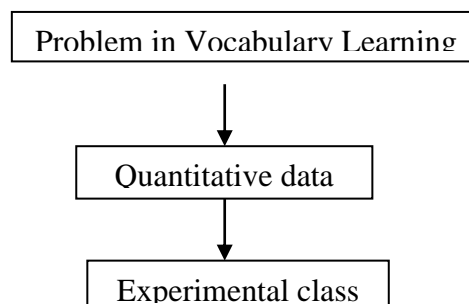 Problem in Vocabulary Learning
Quantitative data
Experimental class